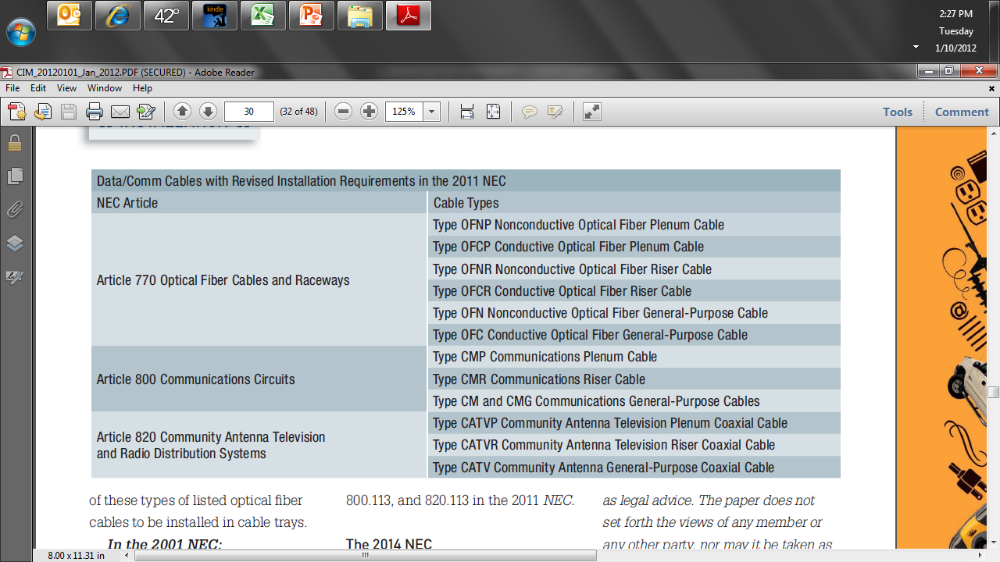 42°
kindle
2:27 PM
Tuesday
1/10/2012
CIM_20120101_Jan_2012.PDF (SECURED) - Adobe Reader
File Edit View Window Help
30 (32 of 48) 125% Tools Comment
Data/Comm Cables with Revised Installation Requirements in the 2011 NEC
NEC Article
Cable Types
Article 770 Optical Fiber Cables and Raceways
Type OFNP Nonconductive Optical Fiber Plenum Cable
Type OFCP Conductive Optical Fiber Plenum Cable
Type OFNR Nonconductive Optical Fiber Riser Cable
Type OFCR Conductive Optical Fiber Riser Cable
Type OFN Nonconductive Optical Fiber General-Purpose Cable
Type OFC Conductive Optical Fiber General-Purpose Cable
Article 800 Communications Circuits
Type CMP Communications Plenum Cable
Type CMR Communications Riser Cable
Type CM and CMG Communications General-Purpose Cables
Article 820 Community Antenna Television
and Radio Distribution Systems
Type CATVP Community Antenna Television Plenum Coaxial Cable
Type CATVR Community Antenna Television Riser Coaxial Cable
Type CATV Community Antenna General-Purpose Coaxial Cable
of these types of listed optical fiber
cables to be installed in cable trays.
In the 2001 NEC:
800.113, and 820.113 in the 2011 NEC.
The 2014 NEC
as legal advice. The paper does not
set forth the views of any member or
any other party, nor may it be taken as
8.00 x 11.31 in